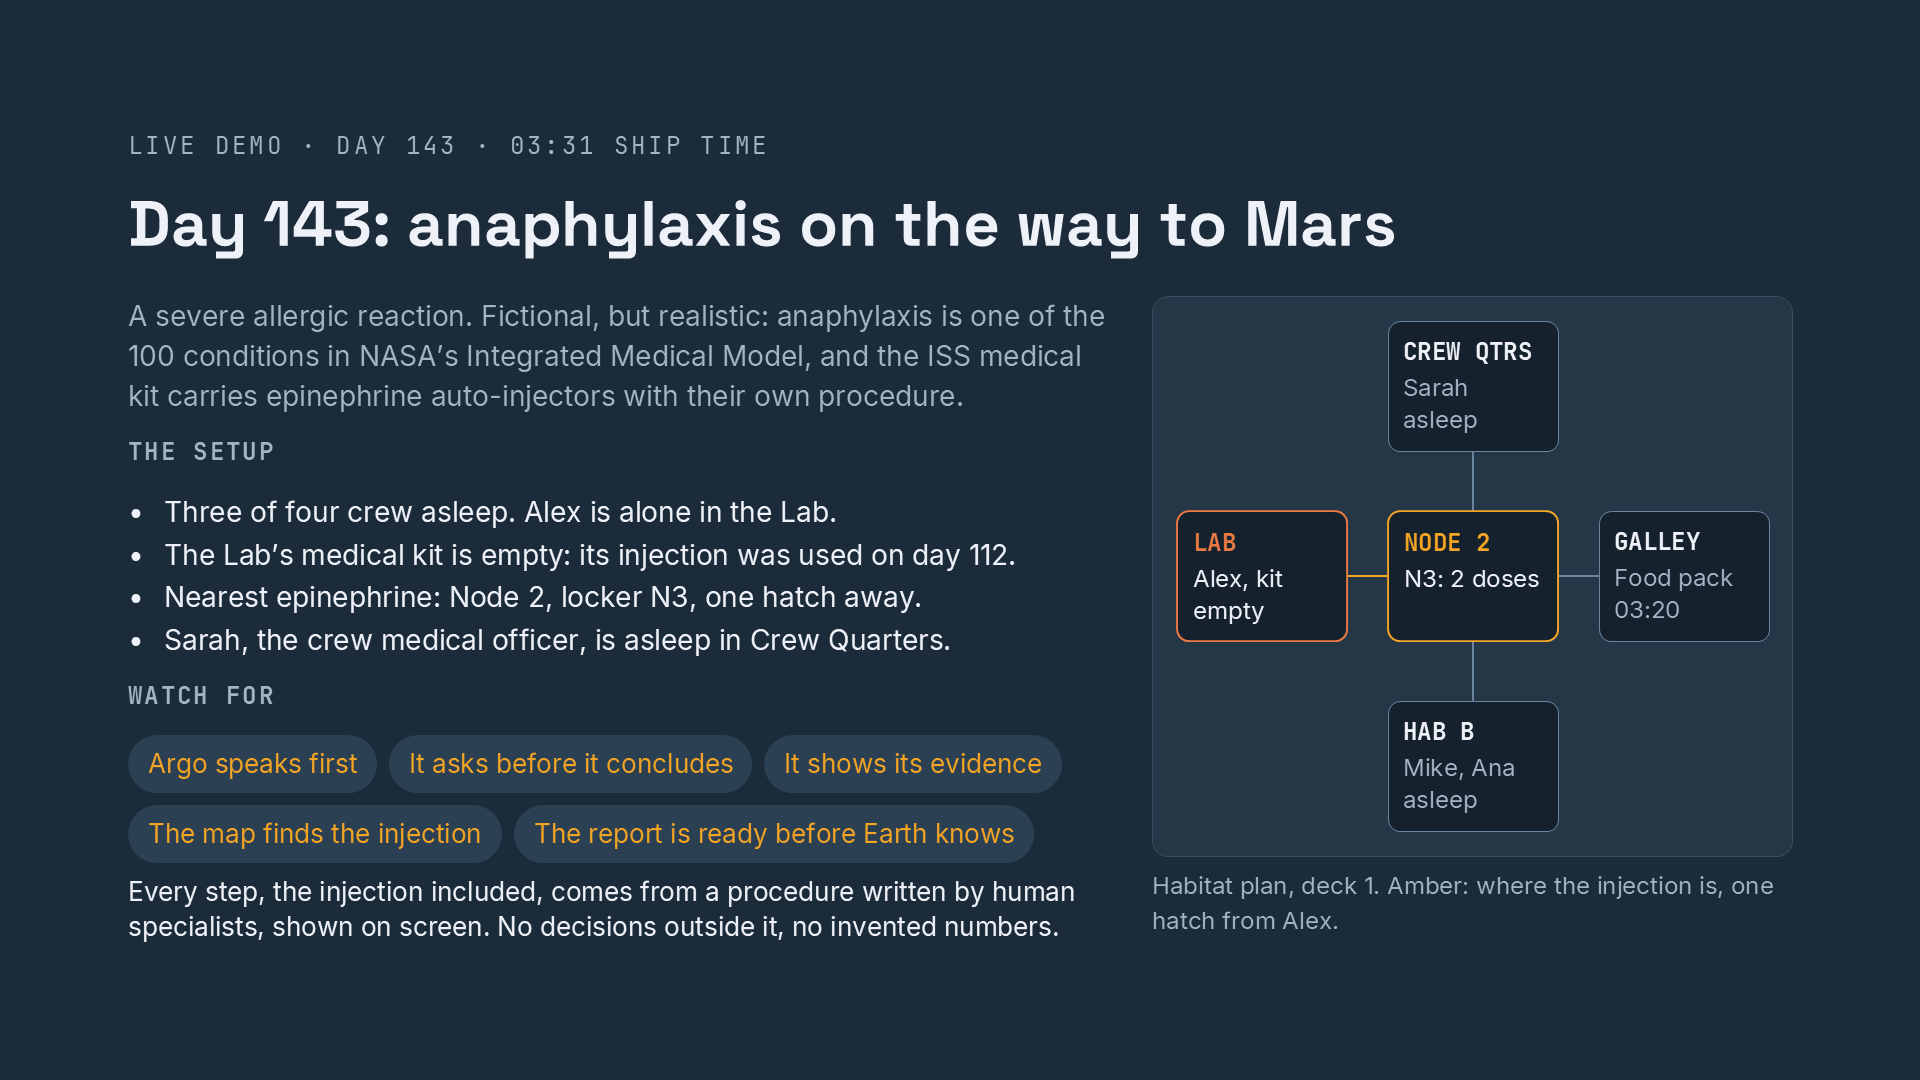 LIVE DEMO · DAY 143 · 03:31 SHIP TIME
Day 143: anaphylaxis on the way to Mars
A severe allergic reaction. Fictional, but realistic: anaphylaxis is one of the
100 conditions in NASA’s Integrated Medical Model, and the ISS medical
kit carries epinephrine auto-injectors with their own procedure.
THE SETUP
• Three of four crew asleep. Alex is alone in the Lab.
• The Lab’s medical kit is empty: its injection was used on day 112.
• Nearest epinephrine: Node 2, locker N3, one hatch away.
• Sarah, the crew medical officer, is asleep in Crew Quarters.
WATCH FOR
Argo speaks first
It asks before it concludes
It shows its evidence
The map finds the injection
The report is ready before Earth knows
Every step, the injection included, comes from a procedure written by human
specialists, shown on screen. No decisions outside it, no invented numbers.
CREW QTRS
Sarah
asleep
LAB
Alex, kit
empty
NODE 2
N3: 2 doses
GALLEY
Food pack
03:20
HAB B
Mike, Ana
asleep
Habitat plan, deck 1. Amber: where the injection is, one
hatch from Alex.